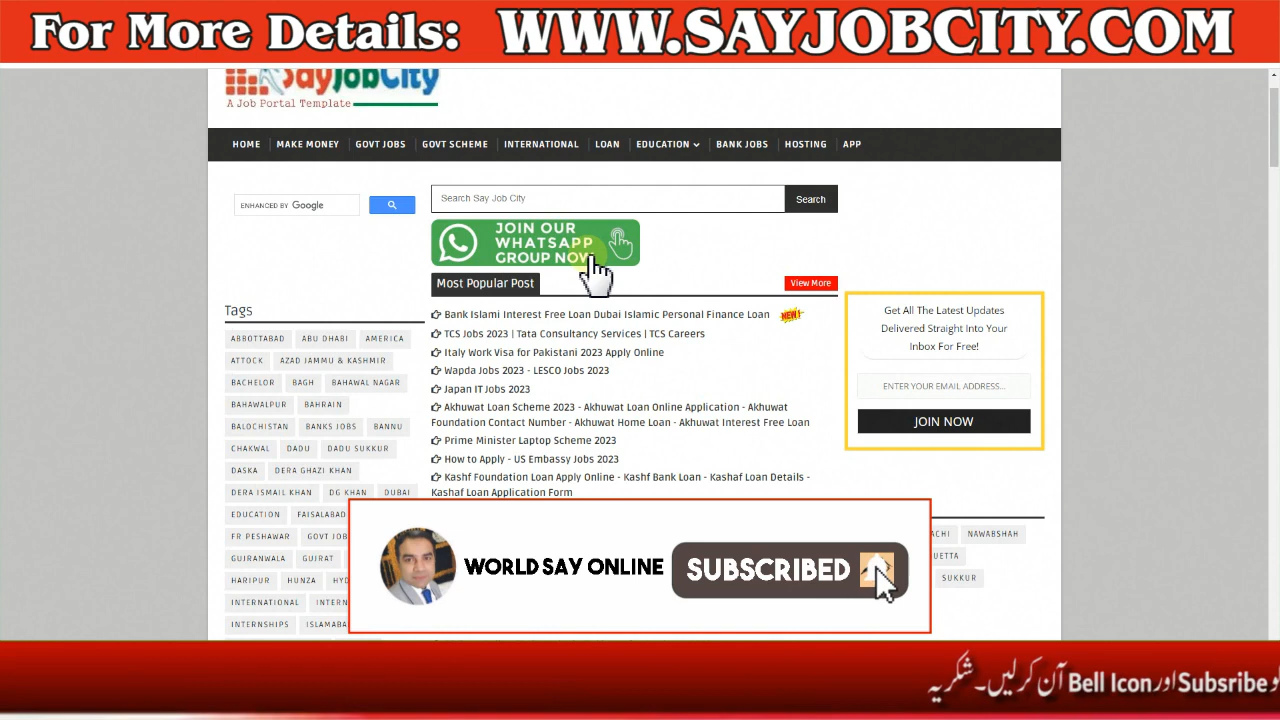 For More Details: WWW.SAYJOBCITY.COM
SayJobCity
A Job Portal Template
HOME MAKE MONEY GOVT JOBS GOVT SCHEME INTERNATIONAL LOAN EDUCATION BANK JOBS HOSTING APP
ENHANCED BY Google
Search Say Job City
Search
JOIN OUR
WHATSAPP
GROUP NOW
Most Popular Post
View More
Bank Islami Interest Free Loan Dubai Islamic Personal Finance Loan NEW!
TCS Jobs 2023 | Tata Consultancy Services | TCS Careers
Italy Work Visa for Pakistani 2023 Apply Online
Wapda Jobs 2023 - LESCO Jobs 2023
Japan IT Jobs 2023
Akhuwat Loan Scheme 2023 - Akhuwat Loan Online Application - Akhuwat
Foundation Contact Number - Akhuwat Home Loan - Akhuwat Interest Free Loan
Prime Minister Laptop Scheme 2023
How to Apply - US Embassy Jobs 2023
Kashf Foundation Loan Apply Online - Kashf Bank Loan - Kashaf Loan Details -
Kashaf Loan Application Form
Tags
ABBOTTABAD ABU DHABI AMERICA
ATTOCK AZAD JAMMU & KASHMIR
BACHELOR BAGH BAHAWAL NAGAR
BAHAWALPUR BAHRAIN
BALOCHISTAN BANKS JOBS BANNU
CHAKWAL DADU DADU SUKKUR
DASKA DERA GHAZI KHAN
DERA ISMAIL KHAN DG KHAN DUBAI
EDUCATION FAISALABAD
FR PESHAWAR GOVT JOB
GUJRANWALA GUJRAT
HARIPUR HUNZA HYD
INTERNATIONAL INTERN
INTERNSHIPS ISLAMABA
Get All The Latest Updates
Delivered Straight Into Your
Inbox For Free!
ENTER YOUR EMAIL ADDRESS...
JOIN NOW
ACHI NAWABSHAH
ETTA
SUKKUR
WORLD SAY ONLINE SUBSCRIBED
کو Subsribe اور Bell Icon آن کرلیں۔ شکریہ